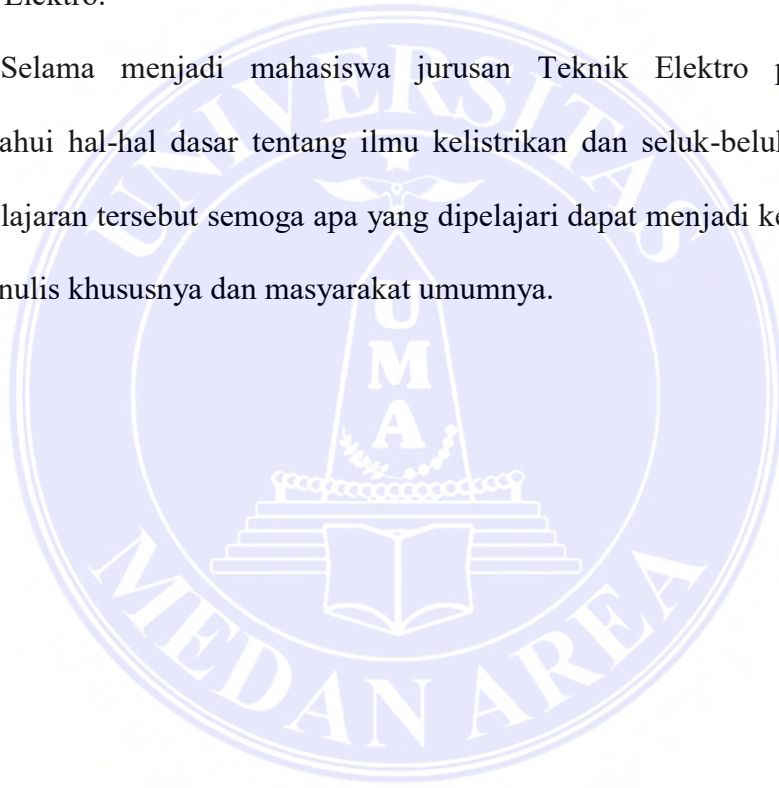 Elektro.
Selama menjadi mahasiswa jurusan Teknik Elektro p
ahui hal-hal dasar tentang ilmu kelistrikan dan seluk-beluk
lajaran tersebut semoga apa yang dipelajari dapat menjadi ke
nulis khususnya dan masyarakat umumnya.
UNIVERSITAS
UMA
MEDAN AREA